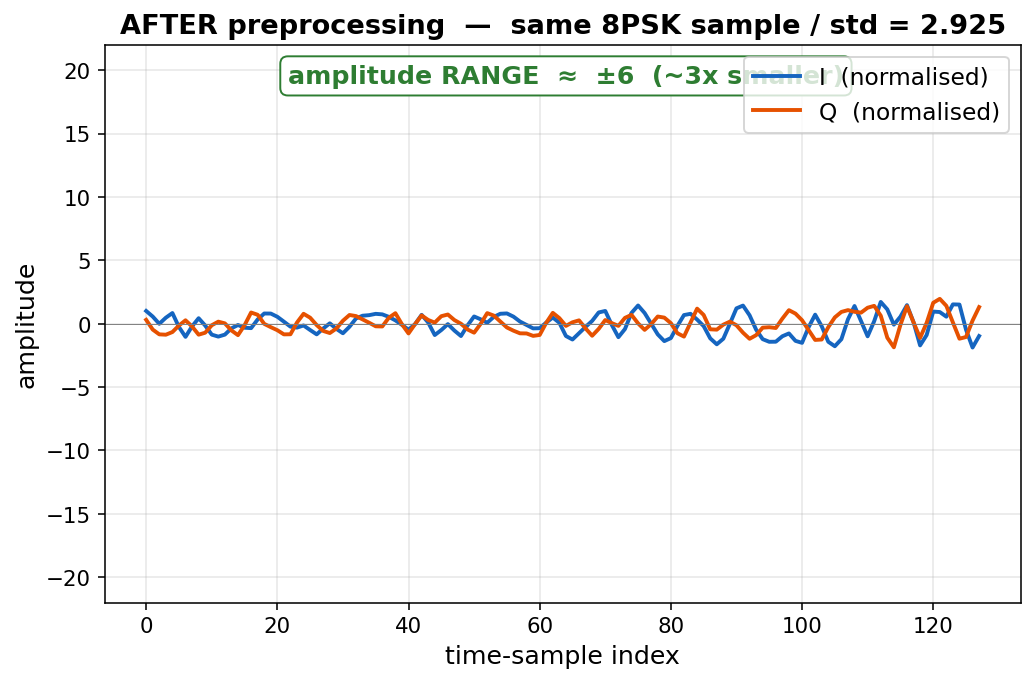 AFTER preprocessing — same 8PSK sample / std = 2.925
amplitude RANGE ≈ ±6 (~3x smaller)
I (normalised)
Q (normalised)
20
15
10
5
0
−5
−10
−15
−20
amplitude
0 20 40 60 80 100 120
time-sample index